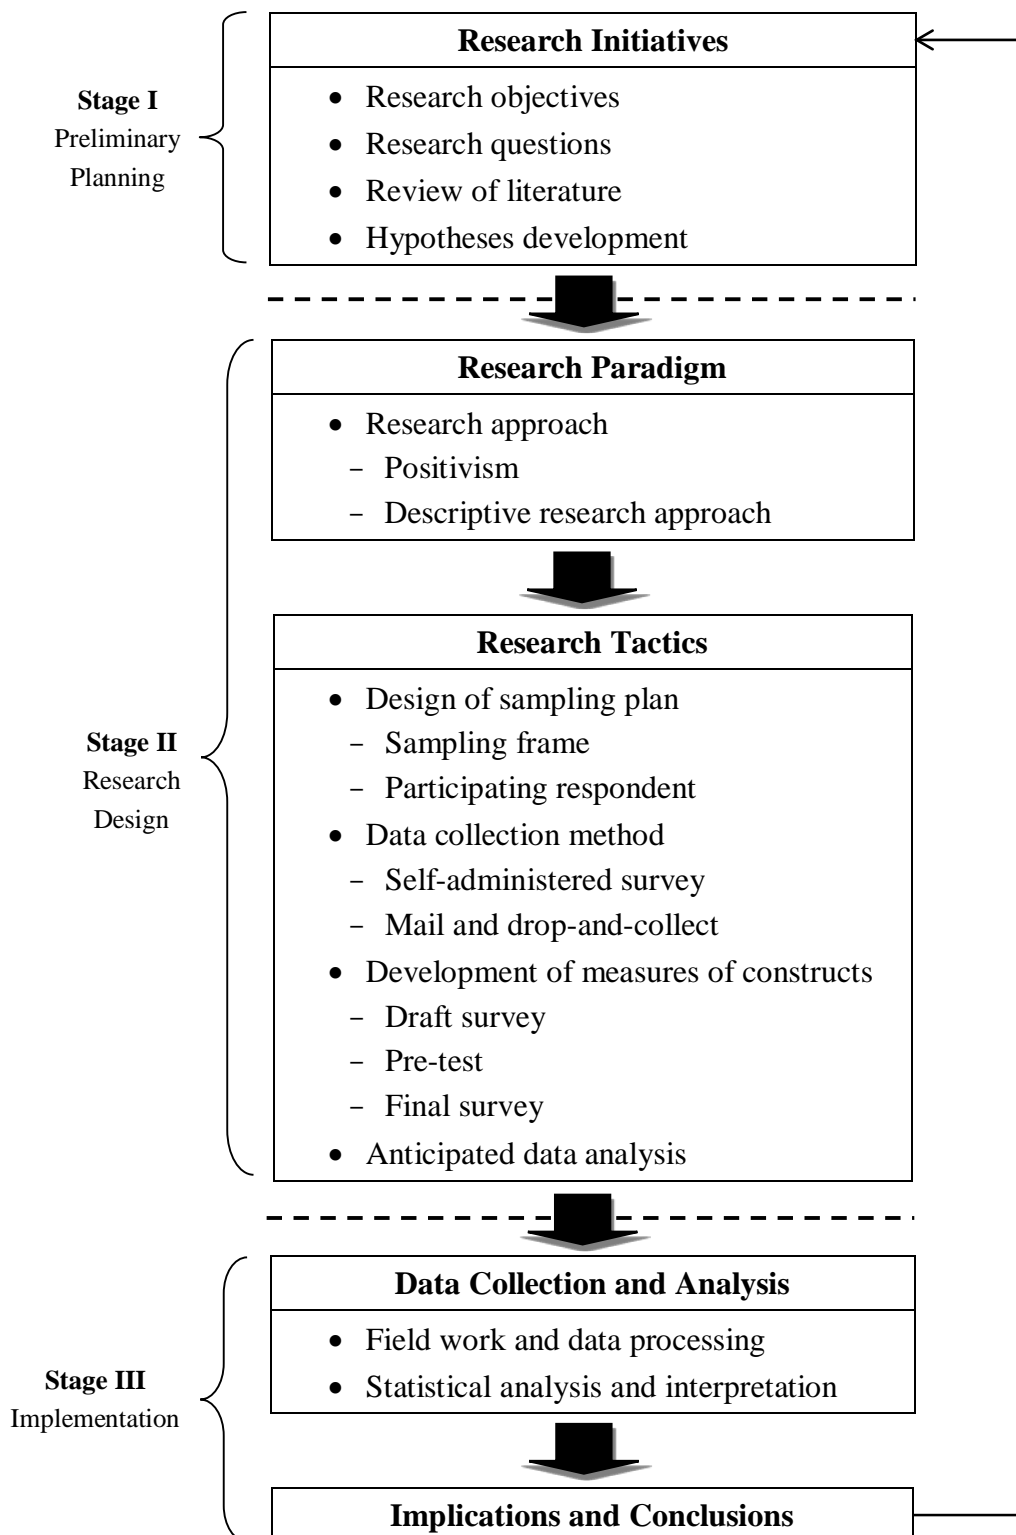 Research Initiatives
Stage I
Preliminary
Planning
• Research objectives
• Research questions
• Review of literature
• Hypotheses development
Research Paradigm
• Research approach
– Positivism
– Descriptive research approach
Research Tactics
Stage II
Research
Design
• Design of sampling plan
– Sampling frame
– Participating respondent
• Data collection method
– Self-administered survey
– Mail and drop-and-collect
• Development of measures of constructs
– Draft survey
– Pre-test
– Final survey
• Anticipated data analysis
Data Collection and Analysis
Stage III
Implementation
• Field work and data processing
• Statistical analysis and interpretation
Implications and Conclusions